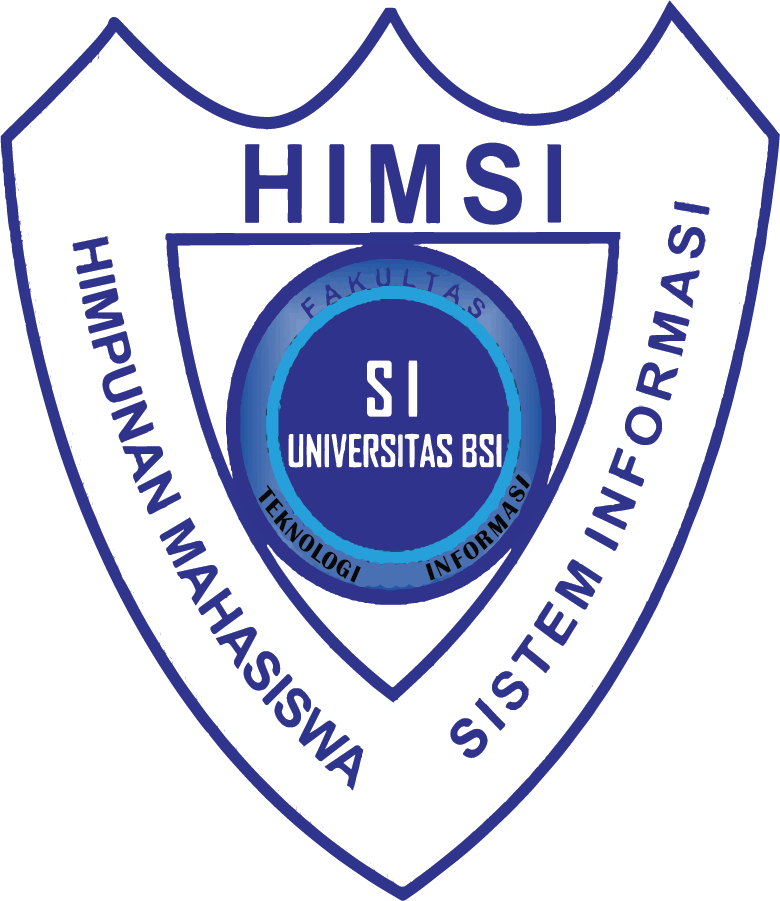 HIMSI
HIMPUNAN MAHASISWA
SISTEM INFORMASI
FAKULTAS
SI
UNIVERSITAS BSI
TEKNOLOGI INFORMASI